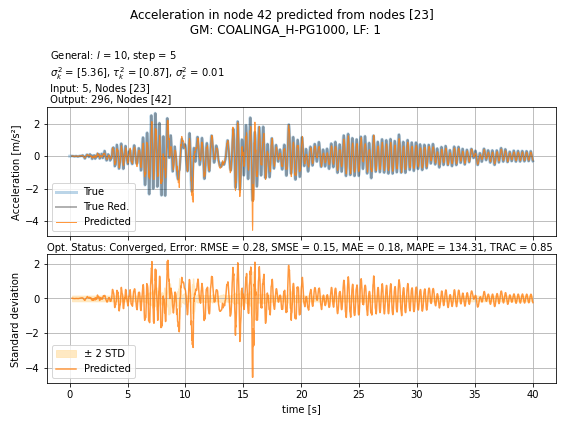 Acceleration in node 42 predicted from nodes [23]
GM: COALINGA_H-PG1000, LF: 1
General: l = 10, step = 5
σ²ₖ = [5.36], τ²ₖ = [0.87], σ²ᵣ = 0.01
Input: 5, Nodes [23]
Output: 296, Nodes [42]
Acceleration [m/s²]
2
0
−2
−4
True
True Red.
Predicted
Opt. Status: Converged, Error: RMSE = 0.28, SMSE = 0.15, MAE = 0.18, MAPE = 134.31, TRAC = 0.85
Standard deviation
2
0
−2
−4
± 2 STD
Predicted
0 5 10 15 20 25 30 35 40
time [s]